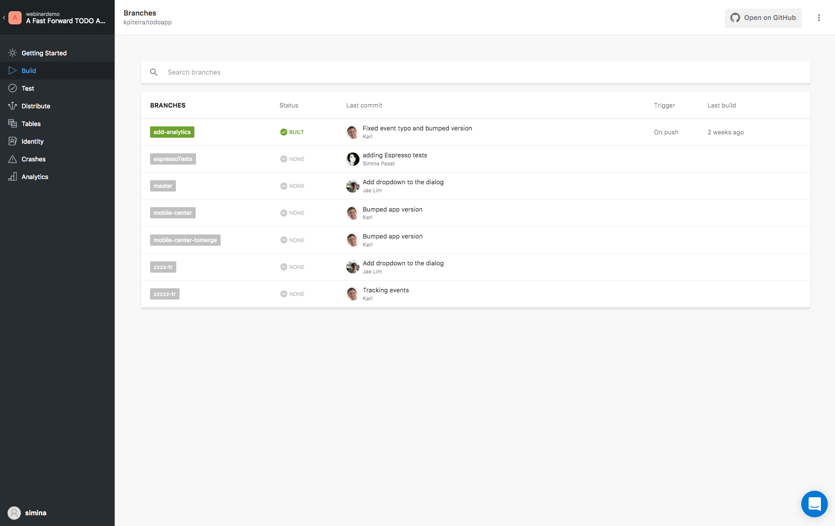 webinardemo
A
A Fast Forward TODO A...
Getting Started
Build
Test
Distribute
Tables
Identity
Crashes
Analytics
simina
Branches
kpiteira/todoapp
Open on GitHub
Search branches
BRANCHES Status Last commit Trigger Last build
add-analytics BUILT Fixed event typo and bumped version On push 2 weeks ago
Karl
espressoTests NONE adding Espresso tests
Simina Pasat
master NONE Add dropdown to the dialog
Jae Lim
mobile-center NONE Bumped app version
Karl
mobile-center-tomerge NONE Bumped app version
Karl
zzzz-tr NONE Add dropdown to the dialog
Jae Lim
zzzzz-tr NONE Tracking events
Karl